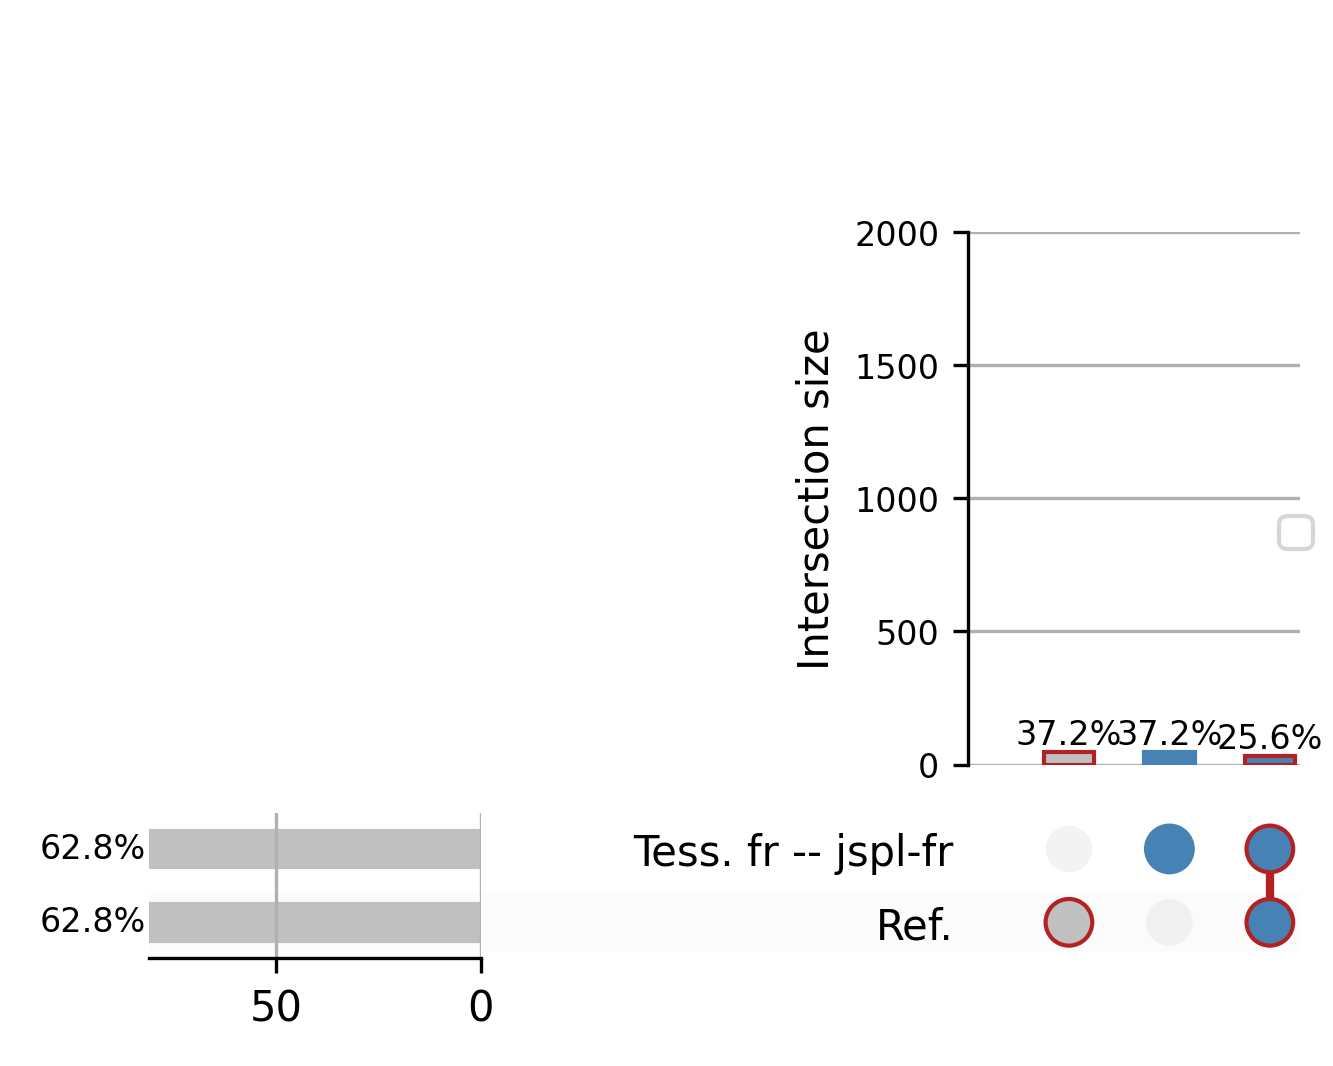 2000
1500
1000
500
0
Intersection size
37.2% 37.2% 25.6%
62.8% Tess. fr -- jspl-fr
62.8% Ref.
50 0